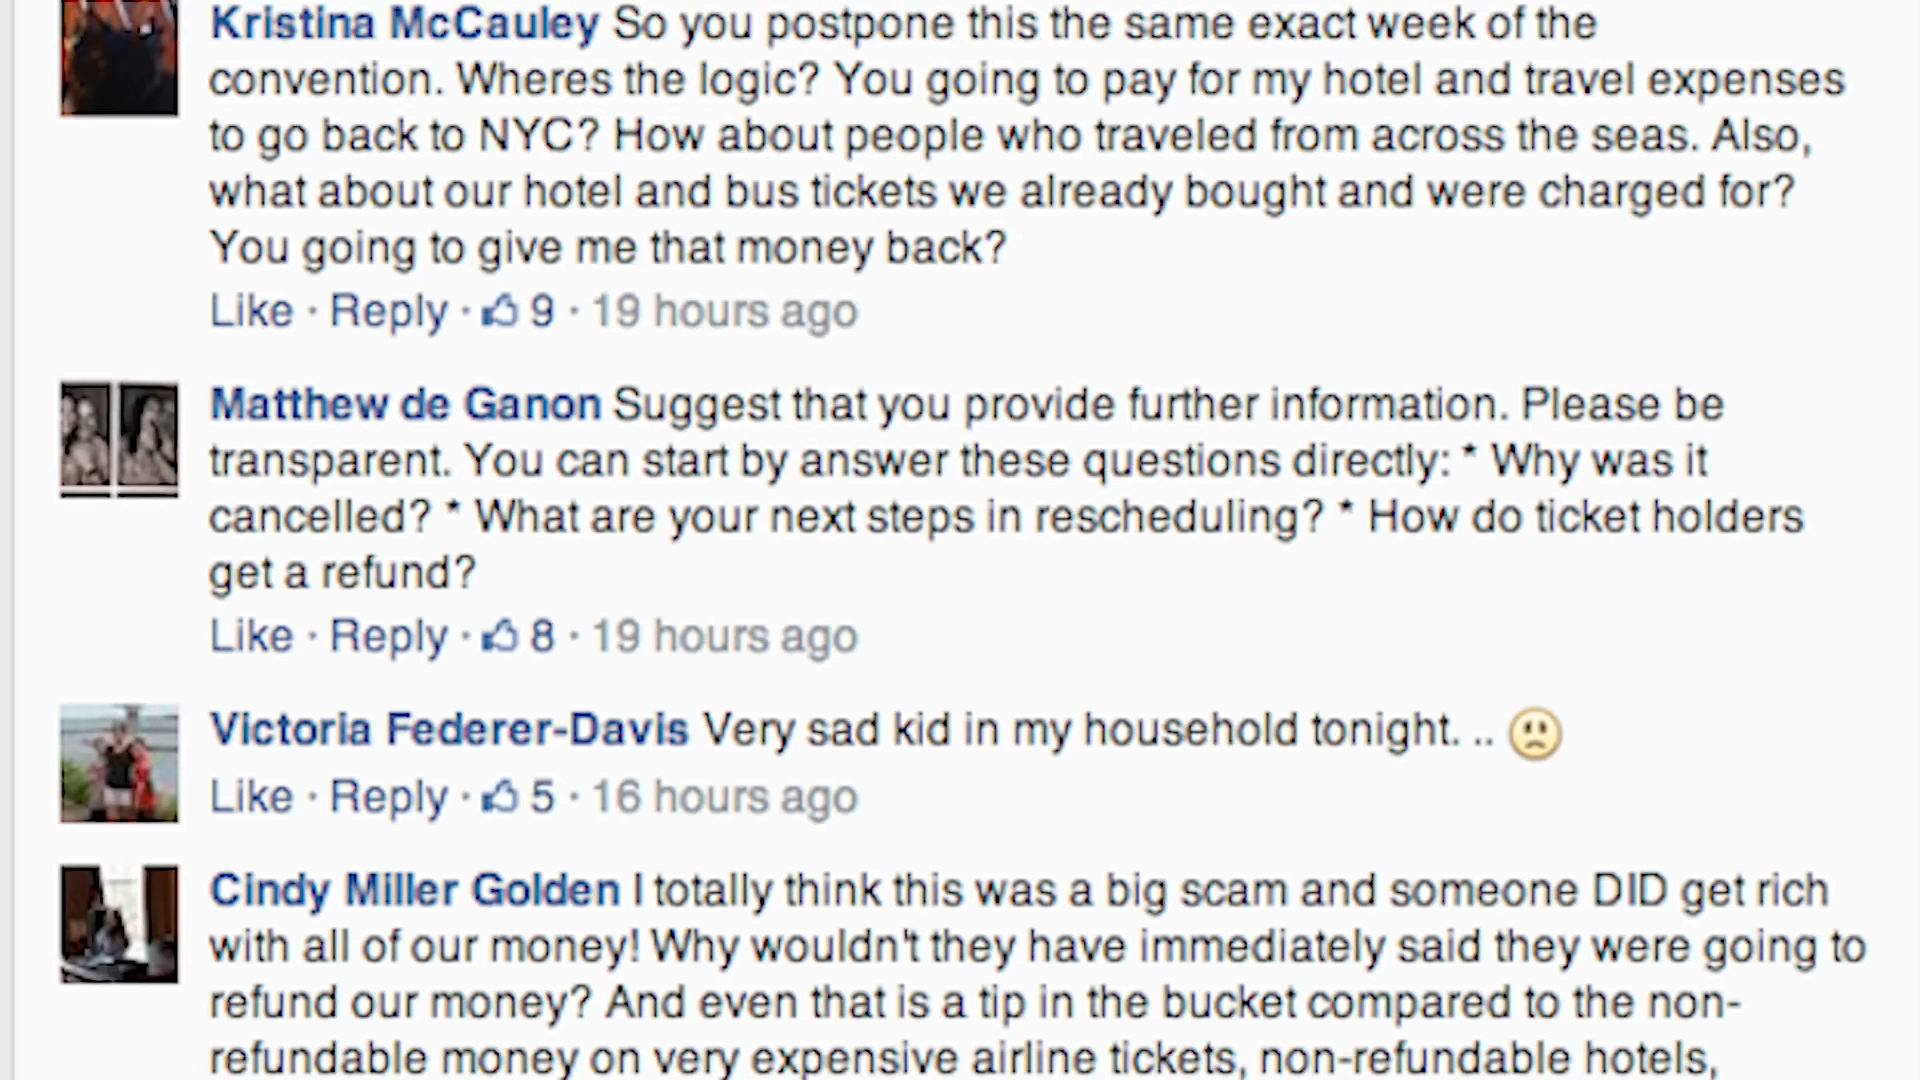 Kristina McCauley So you postpone this the same exact week of the
convention. Wheres the logic? You going to pay for my hotel and travel expenses
to go back to NYC? How about people who traveled from across the seas. Also,
what about our hotel and bus tickets we already bought and were charged for?
You going to give me that money back?
Like · Reply · 9 · 19 hours ago
Matthew de Ganon Suggest that you provide further information. Please be
transparent. You can start by answer these questions directly: * Why was it
cancelled? * What are your next steps in rescheduling? * How do ticket holders
get a refund?
Like · Reply · 8 · 19 hours ago
Victoria Federer-Davis Very sad kid in my household tonight. ..
Like · Reply · 5 · 16 hours ago
Cindy Miller Golden I totally think this was a big scam and someone DID get rich
with all of our money! Why wouldn't they have immediately said they were going to
refund our money? And even that is a tip in the bucket compared to the non-
refundable money on very expensive airline tickets, non-refundable hotels,